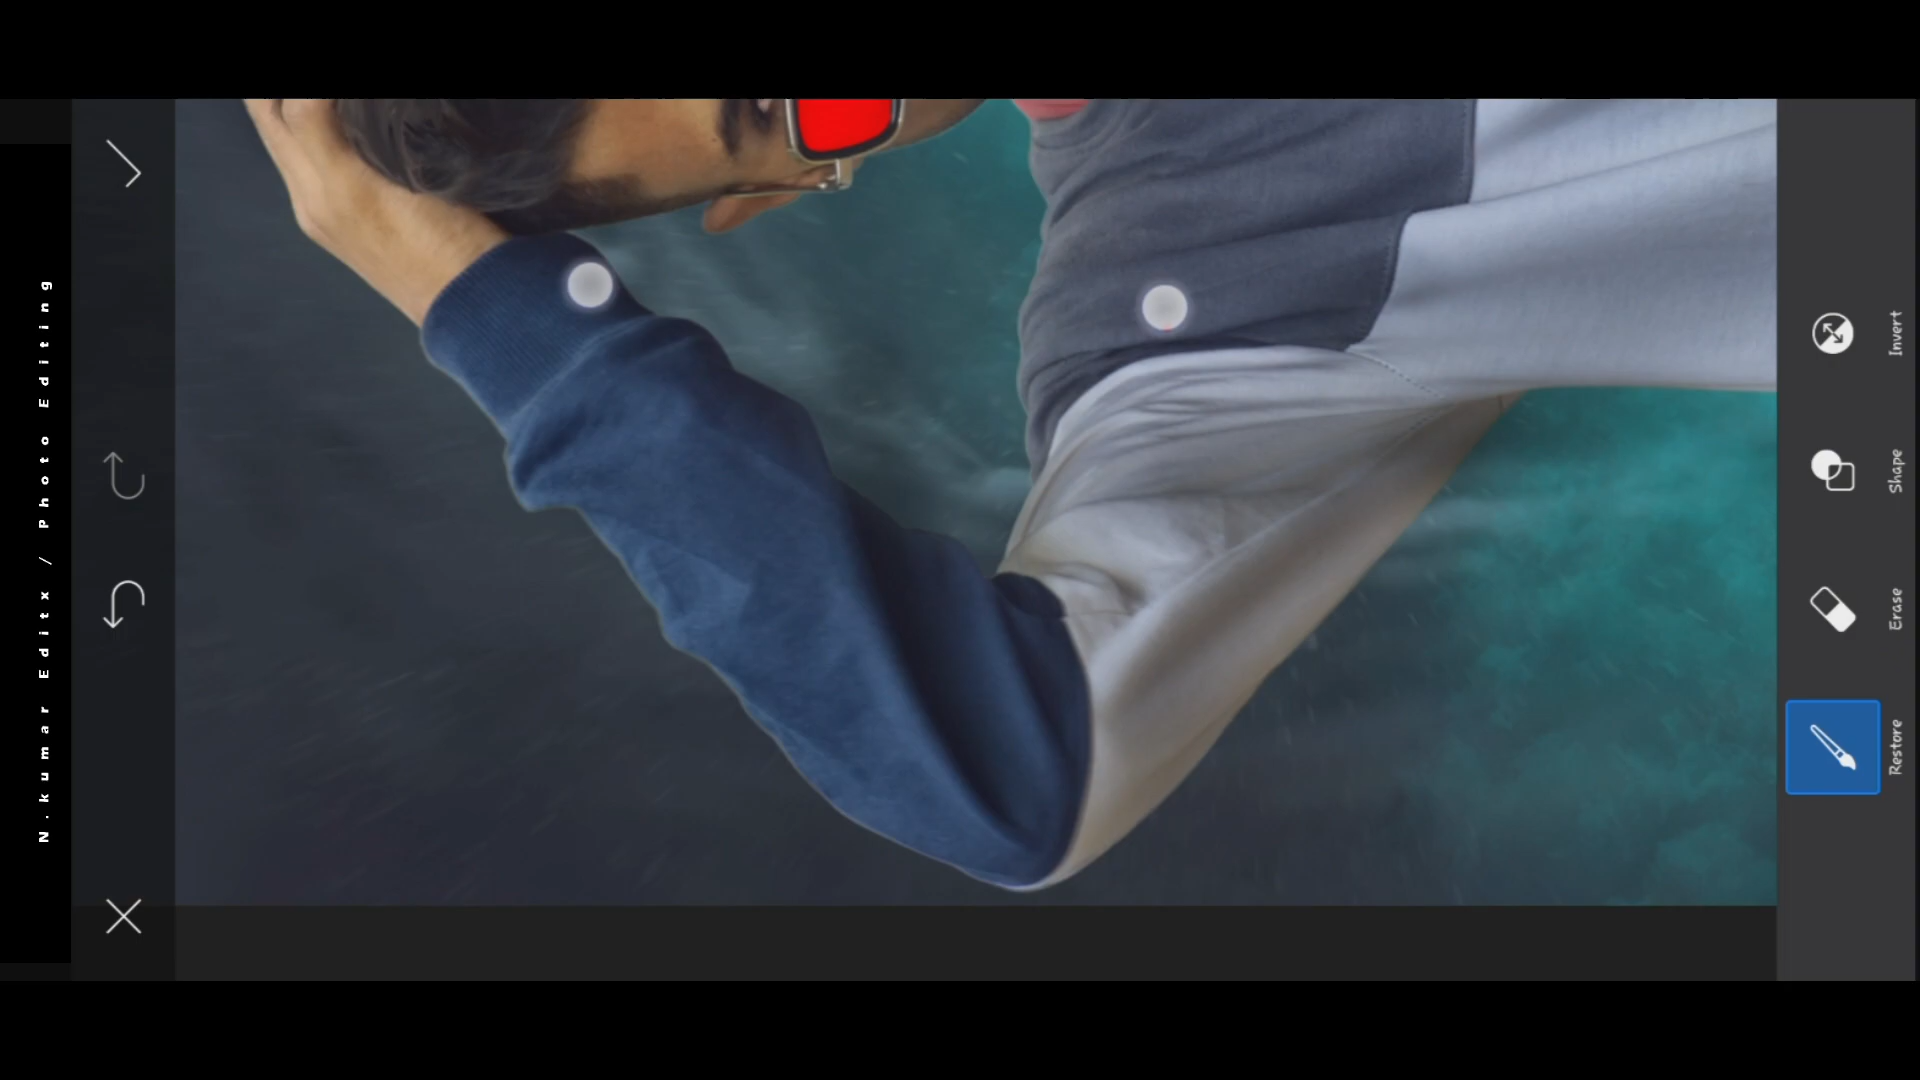 N.kumar Editx / Photo Editing
Invert
Shape
Erase
Restore